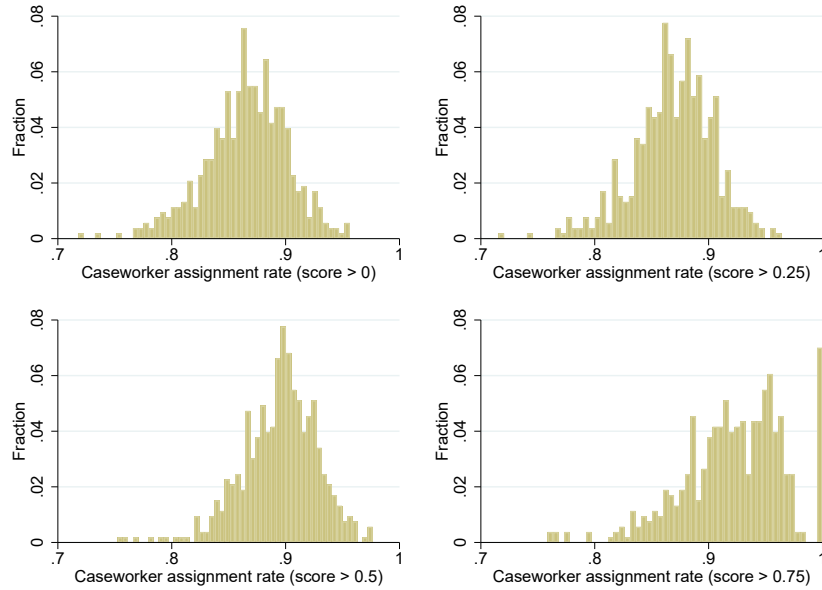 .08
.06
.04
.02
0
Fraction
.7 .8 .9 1
Caseworker assignment rate (score > 0)
.08
.06
.04
.02
0
Fraction
.7 .8 .9 1
Caseworker assignment rate (score > 0.25)
.08
.06
.04
.02
0
Fraction
.7 .8 .9 1
Caseworker assignment rate (score > 0.5)
.08
.06
.04
.02
0
Fraction
.7 .8 .9 1
Caseworker assignment rate (score > 0.75)